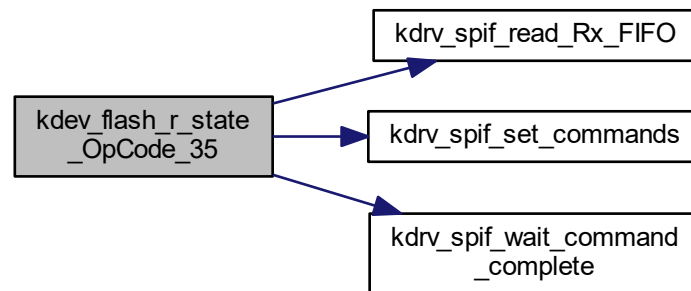 kdrv_spif_read_Rx_FIFO
kdev_flash_r_state
_OpCode_35
kdrv_spif_set_commands
kdrv_spif_wait_command
_complete